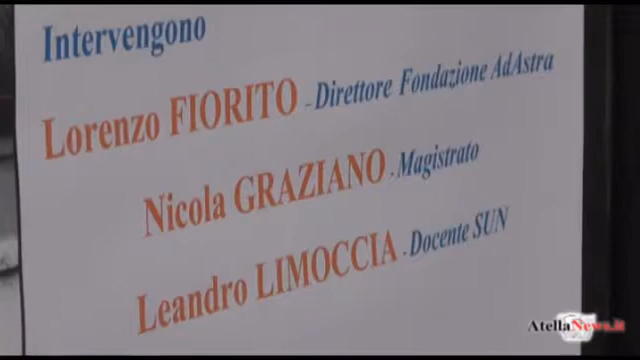 Intervengono
Lorenzo FIORITO - Direttore Fondazione AdAstra
Nicola GRAZIANO - Magistrato
Leandro LIMOCCIA - Docente SUN
AtellaNews.it